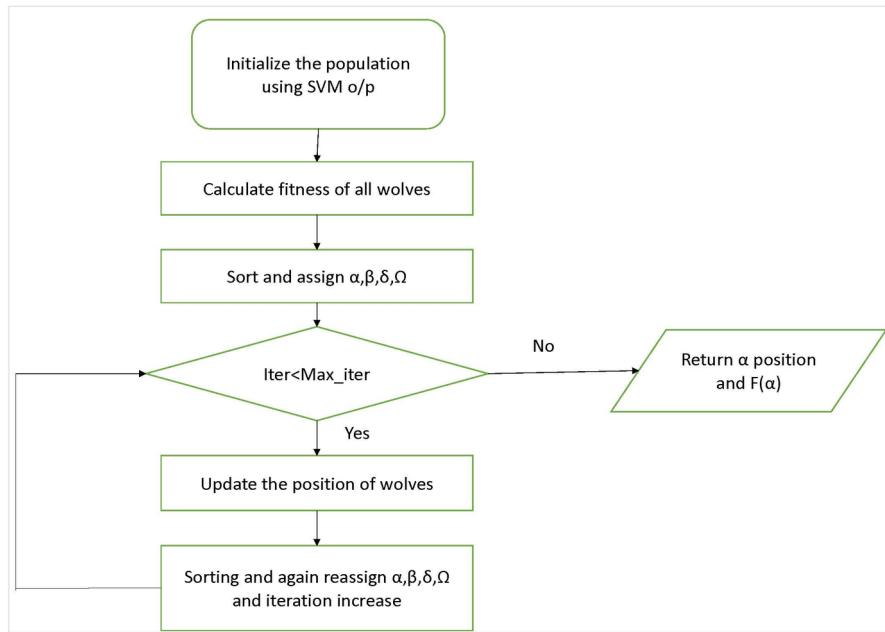 Initialize the population
using SVM o/p
Calculate fitness of all wolves
Sort and assign α,β,δ,Ω
Iter<Max_iter
No
Return α position
and F(α)
Yes
Update the position of wolves
Sorting and again reassign α,β,δ,Ω
and iteration increase